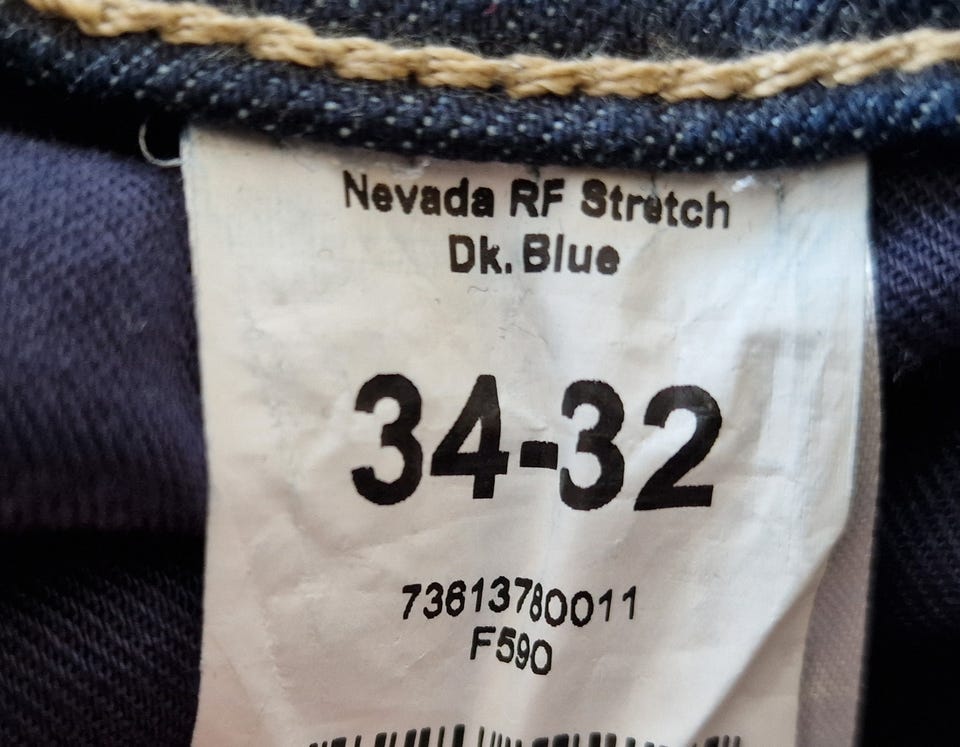 Nevada RF Stretch
Dk. Blue
34-32
73613780011
F590